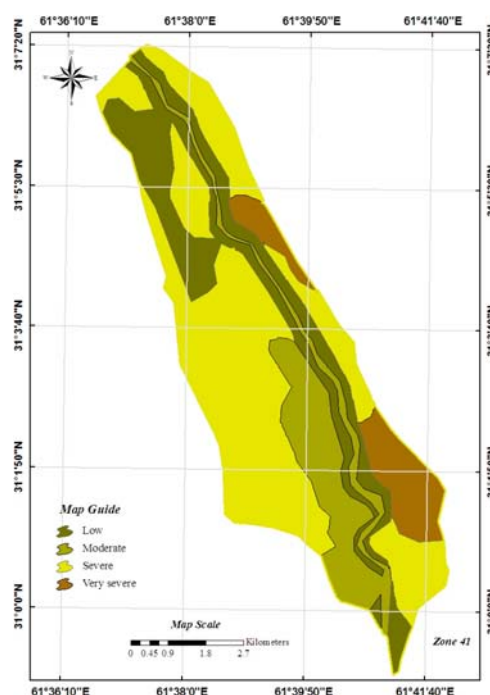 61°36'10"E 61°38'0"E 61°39'50"E 61°41'40"E
31°7'20"N
31°5'30"N
31°3'40"N
31°1'50"N
31°0'0"N
Map Guide
Low
Moderate
Severe
Very severe
Map Scale
Kilometers
0 0.45 0.9 1.8 2.7
Zone 41
61°36'10"E 61°38'0"E 61°39'50"E 61°41'40"E